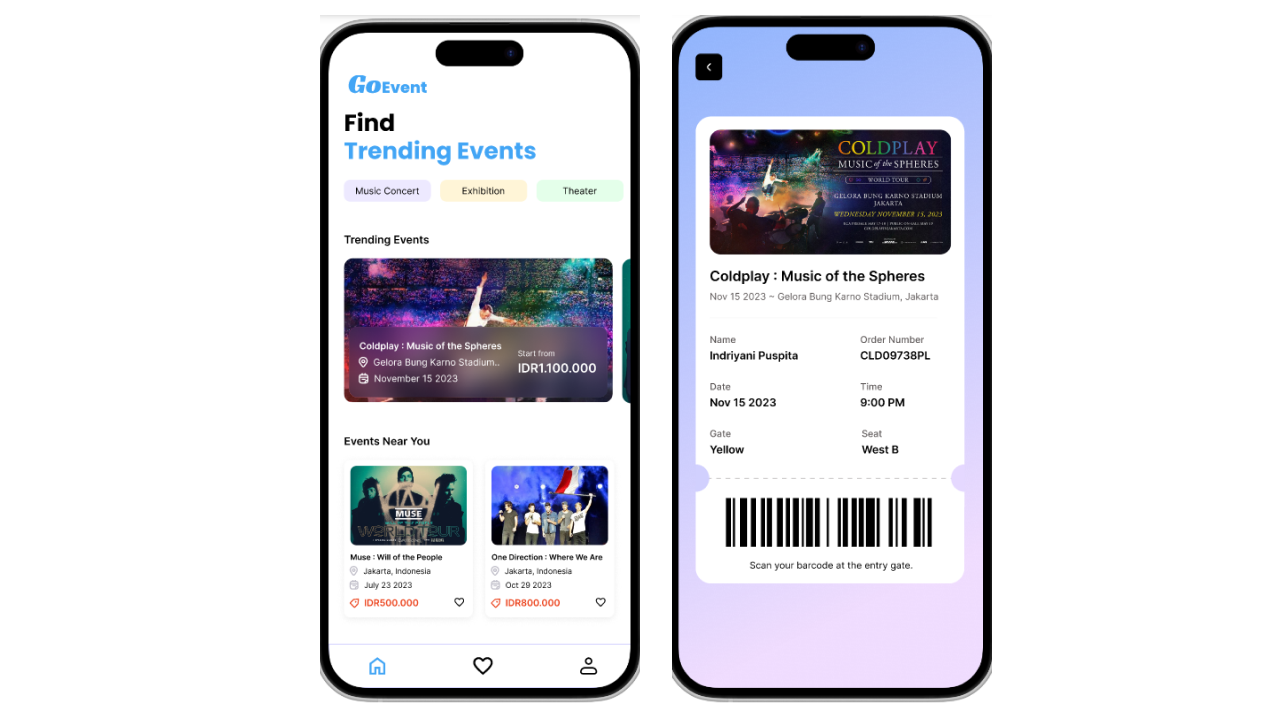 GoEvent
Find
Trending Events
Music Concert
Exhibition
Theater
Trending Events
Coldplay : Music of the Spheres
Gelora Bung Karno Stadium..
November 15 2023
Start from
IDR1.100.000
Events Near You
MUSE
WORLD TOUR
Muse : Will of the People
Jakarta, Indonesia
July 23 2023
IDR500.000
One Direction : Where We Are
Jakarta, Indonesia
Oct 29 2023
IDR800.000
COLDPLAY
MUSIC of the SPHERES
WORLD TOUR
GELORA BUNG KARNO STADIUM
JAKARTA
WEDNESDAY NOVEMBER 15, 2023
Coldplay : Music of the Spheres
Nov 15 2023 ~ Gelora Bung Karno Stadium, Jakarta
Name
Indriyani Puspita
Order Number
CLD09738PL
Date
Nov 15 2023
Time
9:00 PM
Gate
Yellow
Seat
West B
Scan your barcode at the entry gate.